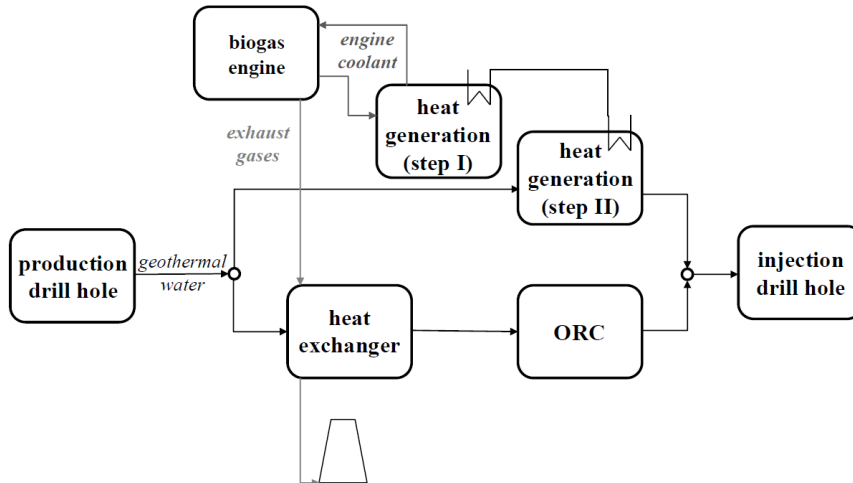 biogas
engine
engine
coolant
heat
generation
(step I)
exhaust
gases
heat
generation
(step II)
production
drill hole
geothermal
water
injection
drill hole
heat
exchanger
ORC